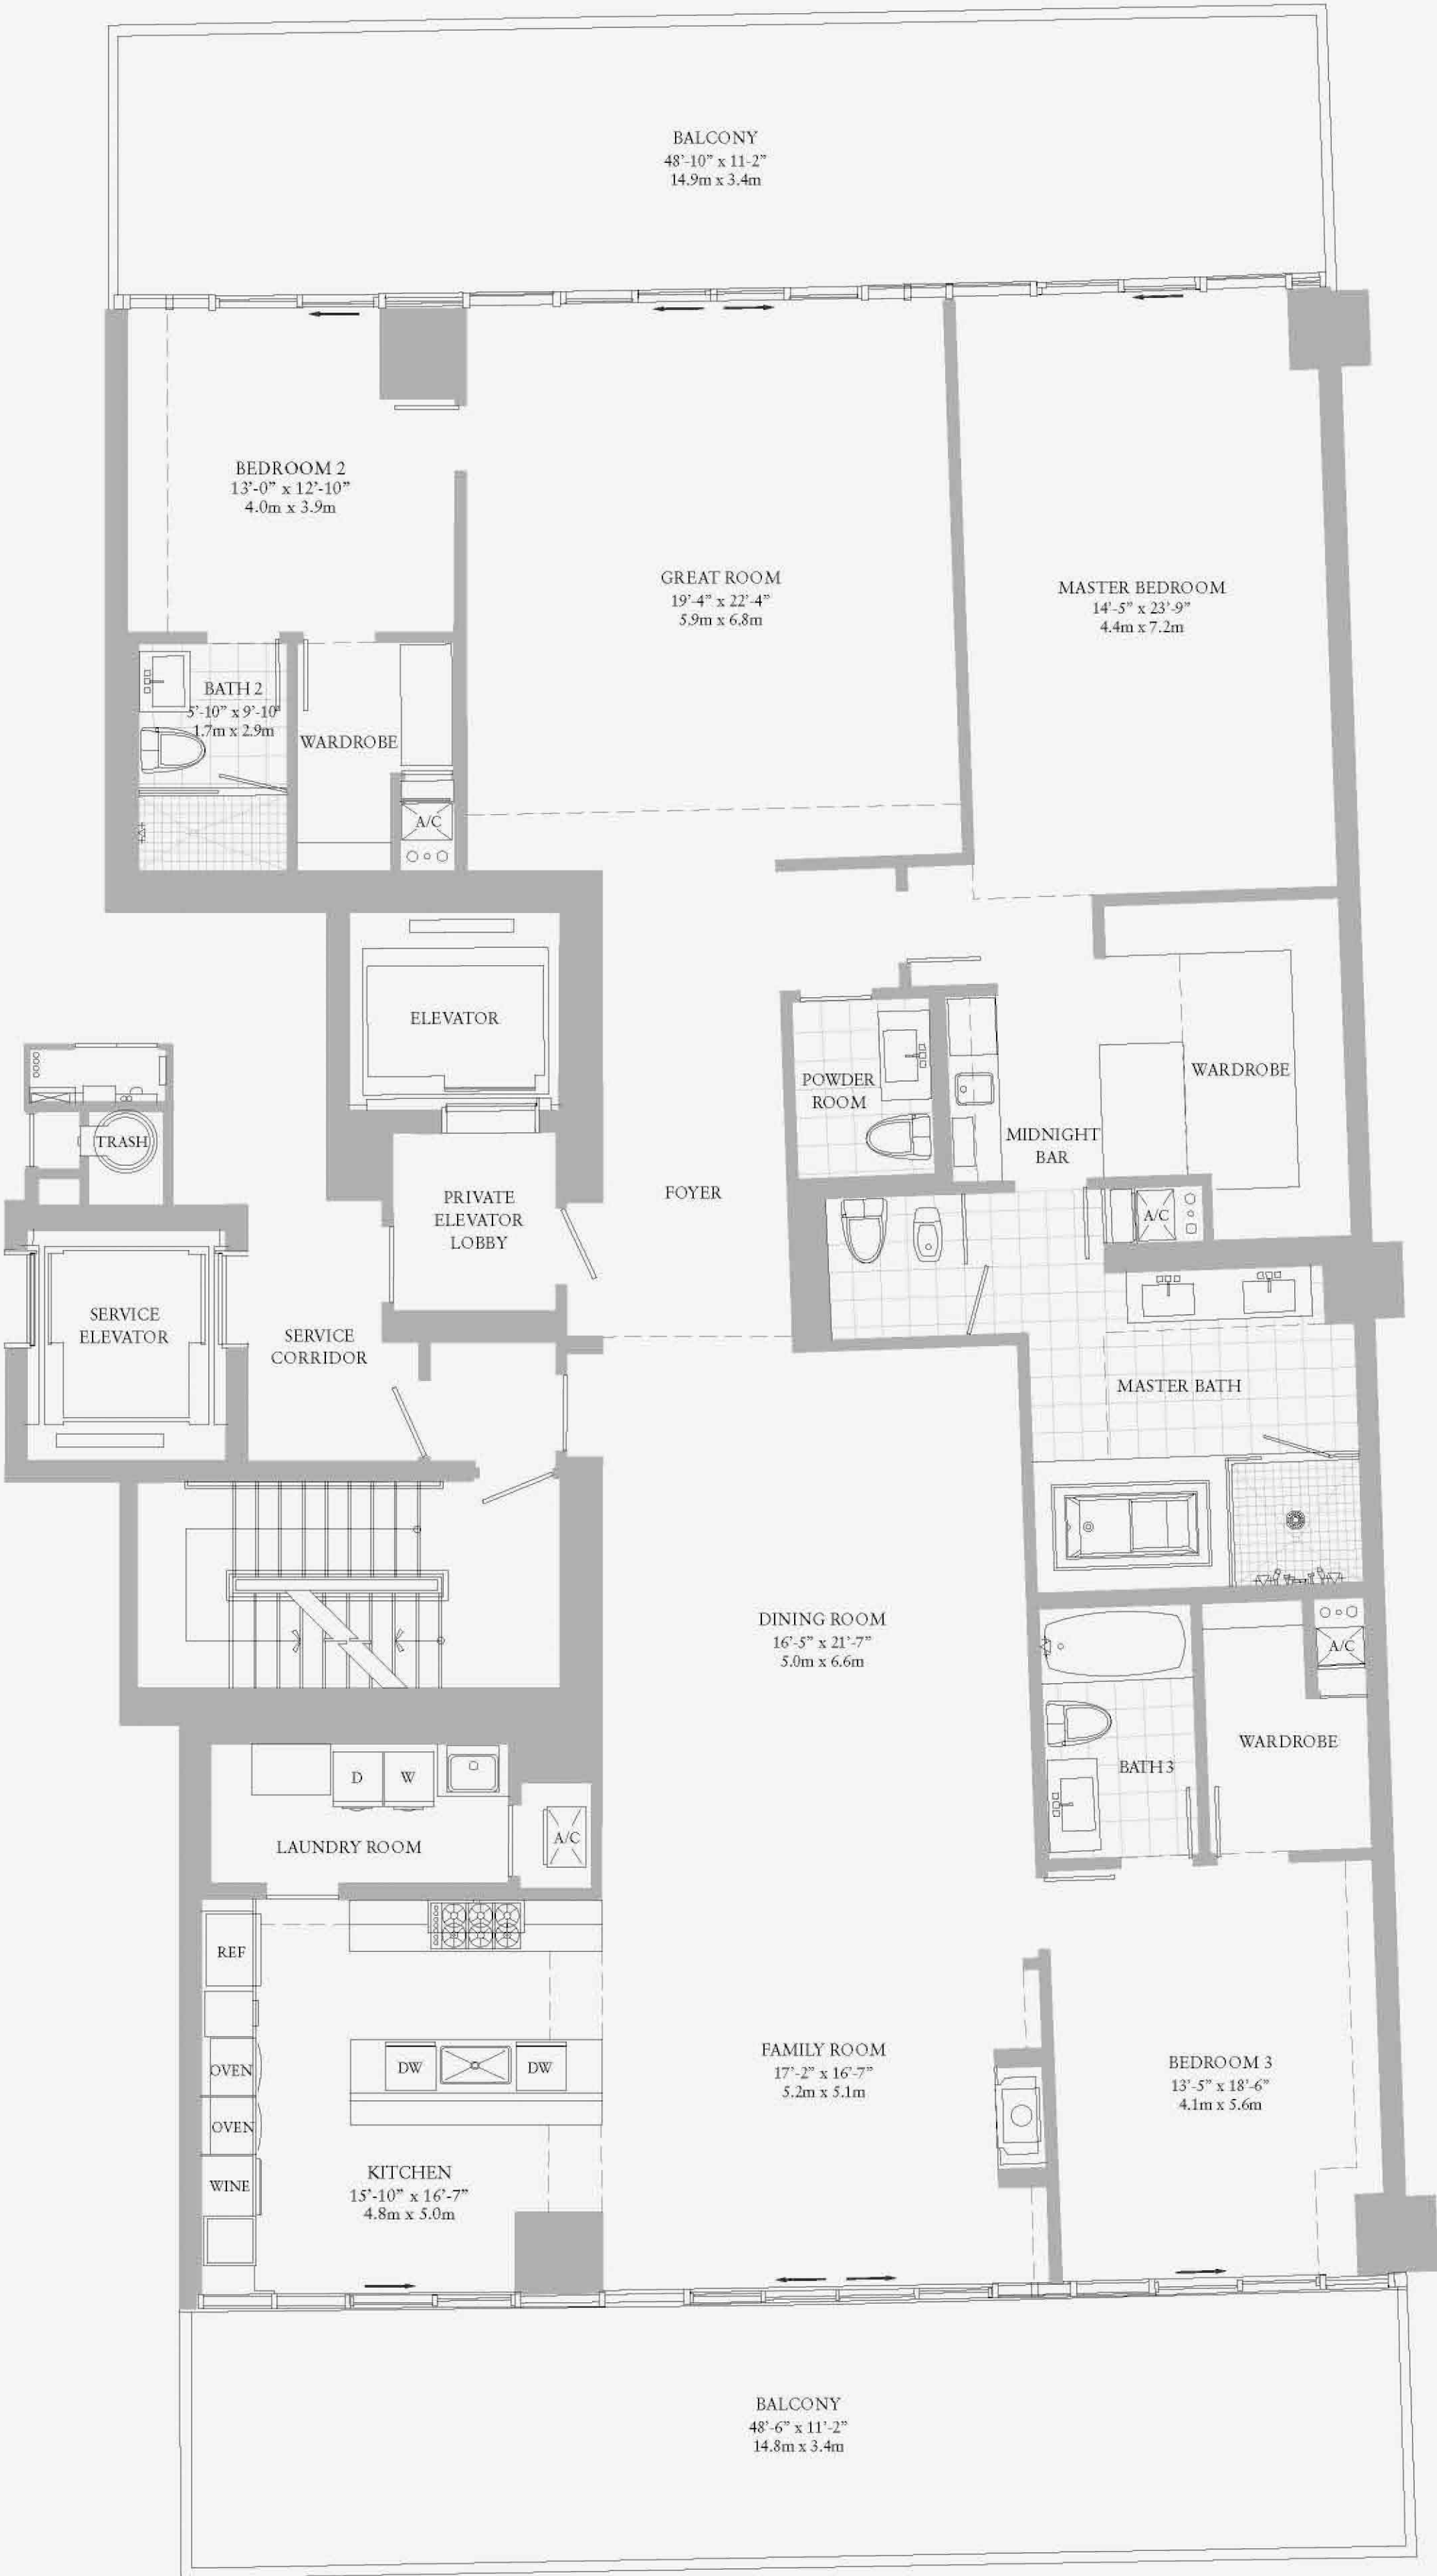 BALCONY
48'-10" x 11-2"
14.9m x 3.4m
BEDROOM 2
13'-0" x 12'-10"
4.0m x 3.9m
GREAT ROOM
19'-4" x 22'-4"
5.9m x 6.8m
MASTER BEDROOM
14'-5" x 23'-9"
4.4m x 7.2m
BATH 2
5'-10" x 9'-10"
1.7m x 2.9m
WARDROBE
A/C
ELEVATOR
POWDER
ROOM
WARDROBE
MIDNIGHT
BAR
TRASH
PRIVATE
ELEVATOR
LOBBY
FOYER
A/C
SERVICE
ELEVATOR
SERVICE
CORRIDOR
MASTER BATH
DINING ROOM
16'-5" x 21'-7"
5.0m x 6.6m
A/C
WARDROBE
BATH 3
D
W
A/C
LAUNDRY ROOM
REF
OVEN
OVEN
WINE
DW
DW
FAMILY ROOM
17'-2" x 16'-7"
5.2m x 5.1m
BEDROOM 3
13'-5" x 18'-6"
4.1m x 5.6m
KITCHEN
15'-10" x 16'-7"
4.8m x 5.0m
BALCONY
48'-6" x 11'-2"
14.8m x 3.4m